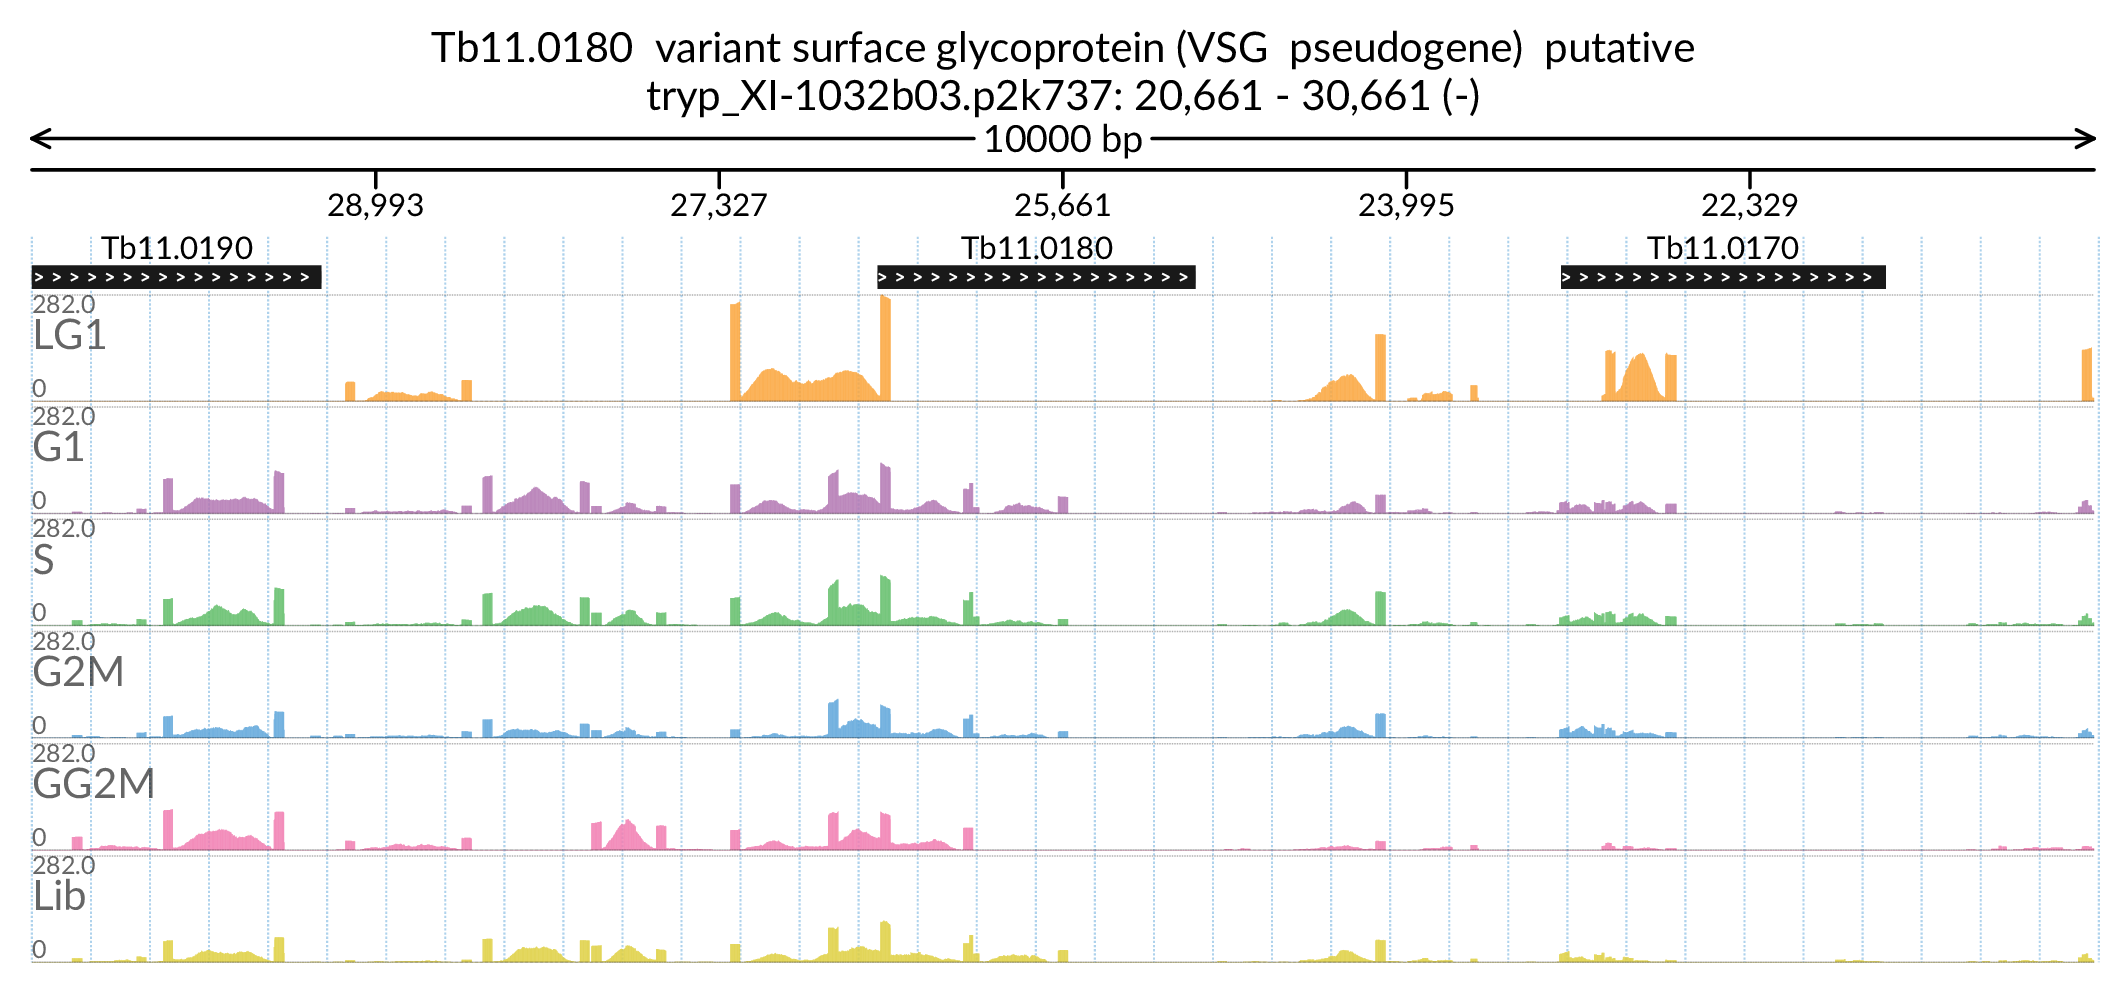 Tb11.0180 variant surface glycoprotein (VSG pseudogene) putative
tryp_XI-1032b03.p2k737: 20,661 - 30,661 (-)
10000 bp
28,993 27,327 25,661 23,995 22,329
Tb11.0190 Tb11.0180 Tb11.0170
282.0
LG1
0
282.0
G1
0
282.0
S
0
282.0
G2M
0
282.0
GG2M
0
282.0
Lib
0